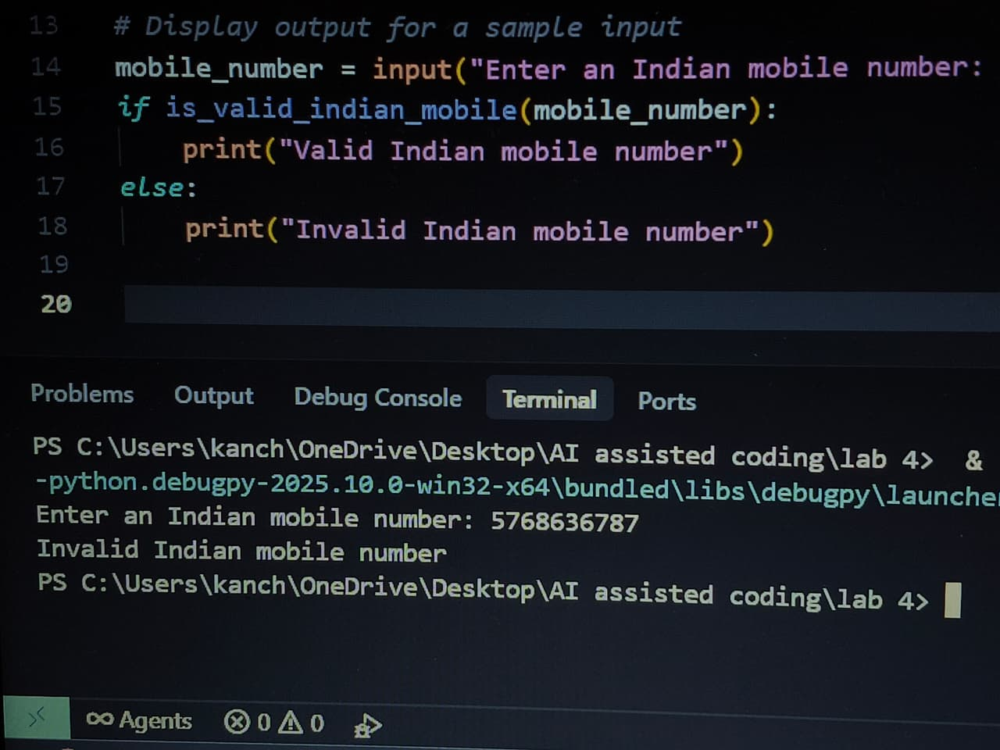 13 # Display output for a sample input
14 mobile_number = input("Enter an Indian mobile number:
15 if is_valid_indian_mobile(mobile_number):
16 print("Valid Indian mobile number")
17 else:
18 print("Invalid Indian mobile number")
19
20
Problems Output Debug Console Terminal Ports
PS C:\Users\kanch\OneDrive\Desktop\AI assisted coding\lab 4> &
-python.debugpy-2025.10.0-win32-x64\bundled\libs\debugpy\launche
Enter an Indian mobile number: 5768636787
Invalid Indian mobile number
PS C:\Users\kanch\OneDrive\Desktop\AI assisted coding\lab 4>
Agents 0 0